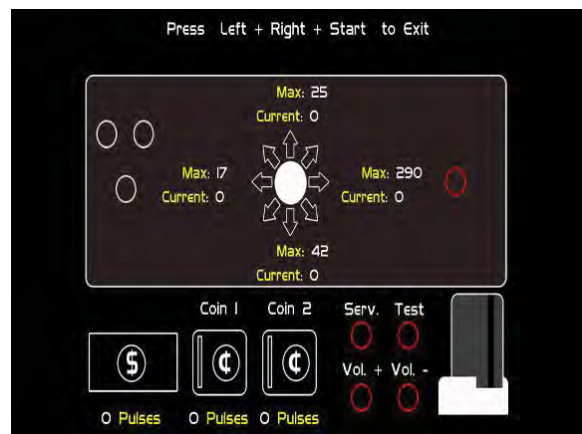 Press Left + Right + Start to Exit
Max: 25
Current: 0
Max: 17
Current: 0
Max: 290
Current: 0
Max: 42
Current: 0
Coin 1 Coin 2 Serv. Test
$ ¢ ¢
Vol. + Vol. -
0 Pulses 0 Pulses 0 Pulses